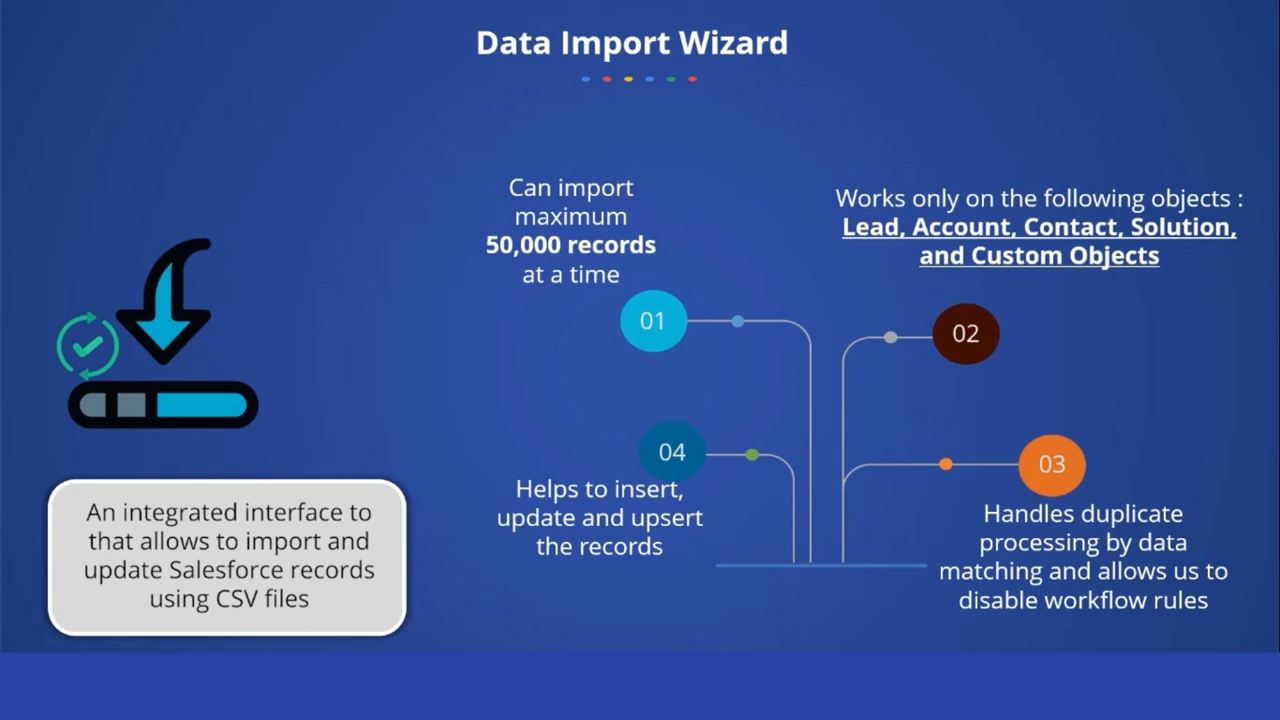 Data Import Wizard
Can import
maximum
50,000 records
at a time
01
Works only on the following objects :
Lead, Account, Contact, Solution,
and Custom Objects
02
04
Helps to insert,
update and upsert
the records
03
Handles duplicate
processing by data
matching and allows us to
disable workflow rules
An integrated interface to
that allows to import and
update Salesforce records
using CSV files